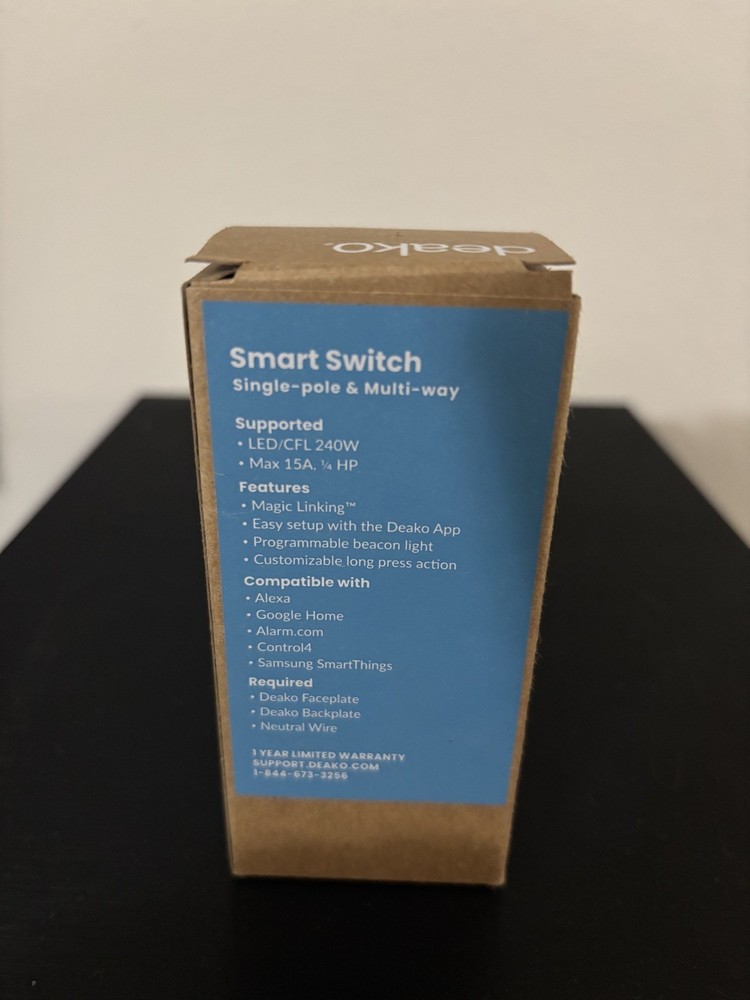 deako.
Smart Switch
Single-pole & Multi-way
Supported
• LED/CFL 240W
• Max 15A, ¼ HP
Features
• Magic Linking™
• Easy setup with the Deako App
• Programmable beacon light
• Customizable long press action
Compatible with
• Alexa
• Google Home
• Alarm.com
• Control4
• Samsung SmartThings
Required
• Deako Faceplate
• Deako Backplate
• Neutral Wire
1 YEAR LIMITED WARRANTY
SUPPORT.DEAKO.COM
1-844-673-3256